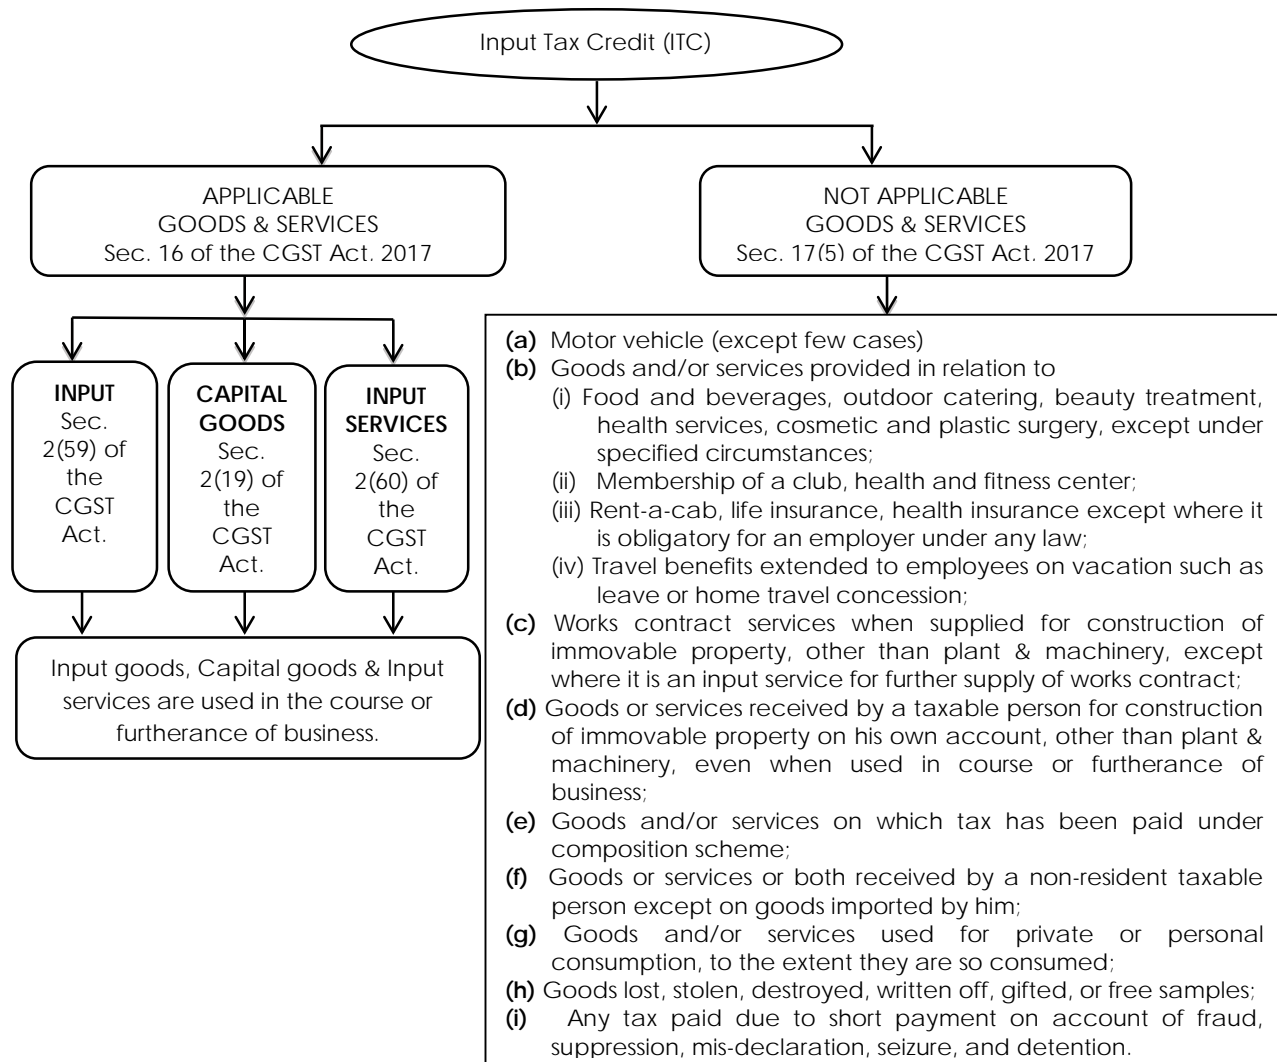 Input Tax Credit (ITC)
APPLICABLE
GOODS & SERVICES
Sec. 16 of the CGST Act. 2017
NOT APPLICABLE
GOODS & SERVICES
Sec. 17(5) of the CGST Act. 2017
INPUT
Sec.
2(59) of
the
CGST
Act.
CAPITAL
GOODS
Sec.
2(19) of
the
CGST
Act.
INPUT
SERVICES
Sec.
2(60) of
the
CGST
Act.
Input goods, Capital goods & Input
services are used in the course or
furtherance of business.
(a) Motor vehicle (except few cases)
(b) Goods and/or services provided in relation to
(i) Food and beverages, outdoor catering, beauty treatment,
health services, cosmetic and plastic surgery, except under
specified circumstances;
(ii) Membership of a club, health and fitness center;
(iii) Rent-a-cab, life insurance, health insurance except where it
is obligatory for an employer under any law;
(iv) Travel benefits extended to employees on vacation such as
leave or home travel concession;
(c) Works contract services when supplied for construction of
immovable property, other than plant & machinery, except
where it is an input service for further supply of works contract;
(d) Goods or services received by a taxable person for construction
of immovable property on his own account, other than plant &
machinery, even when used in course or furtherance of
business;
(e) Goods and/or services on which tax has been paid under
composition scheme;
(f) Goods or services or both received by a non-resident taxable
person except on goods imported by him;
(g) Goods and/or services used for private or personal
consumption, to the extent they are so consumed;
(h) Goods lost, stolen, destroyed, written off, gifted, or free samples;
(i) Any tax paid due to short payment on account of fraud,
suppression, mis-declaration, seizure, and detention.